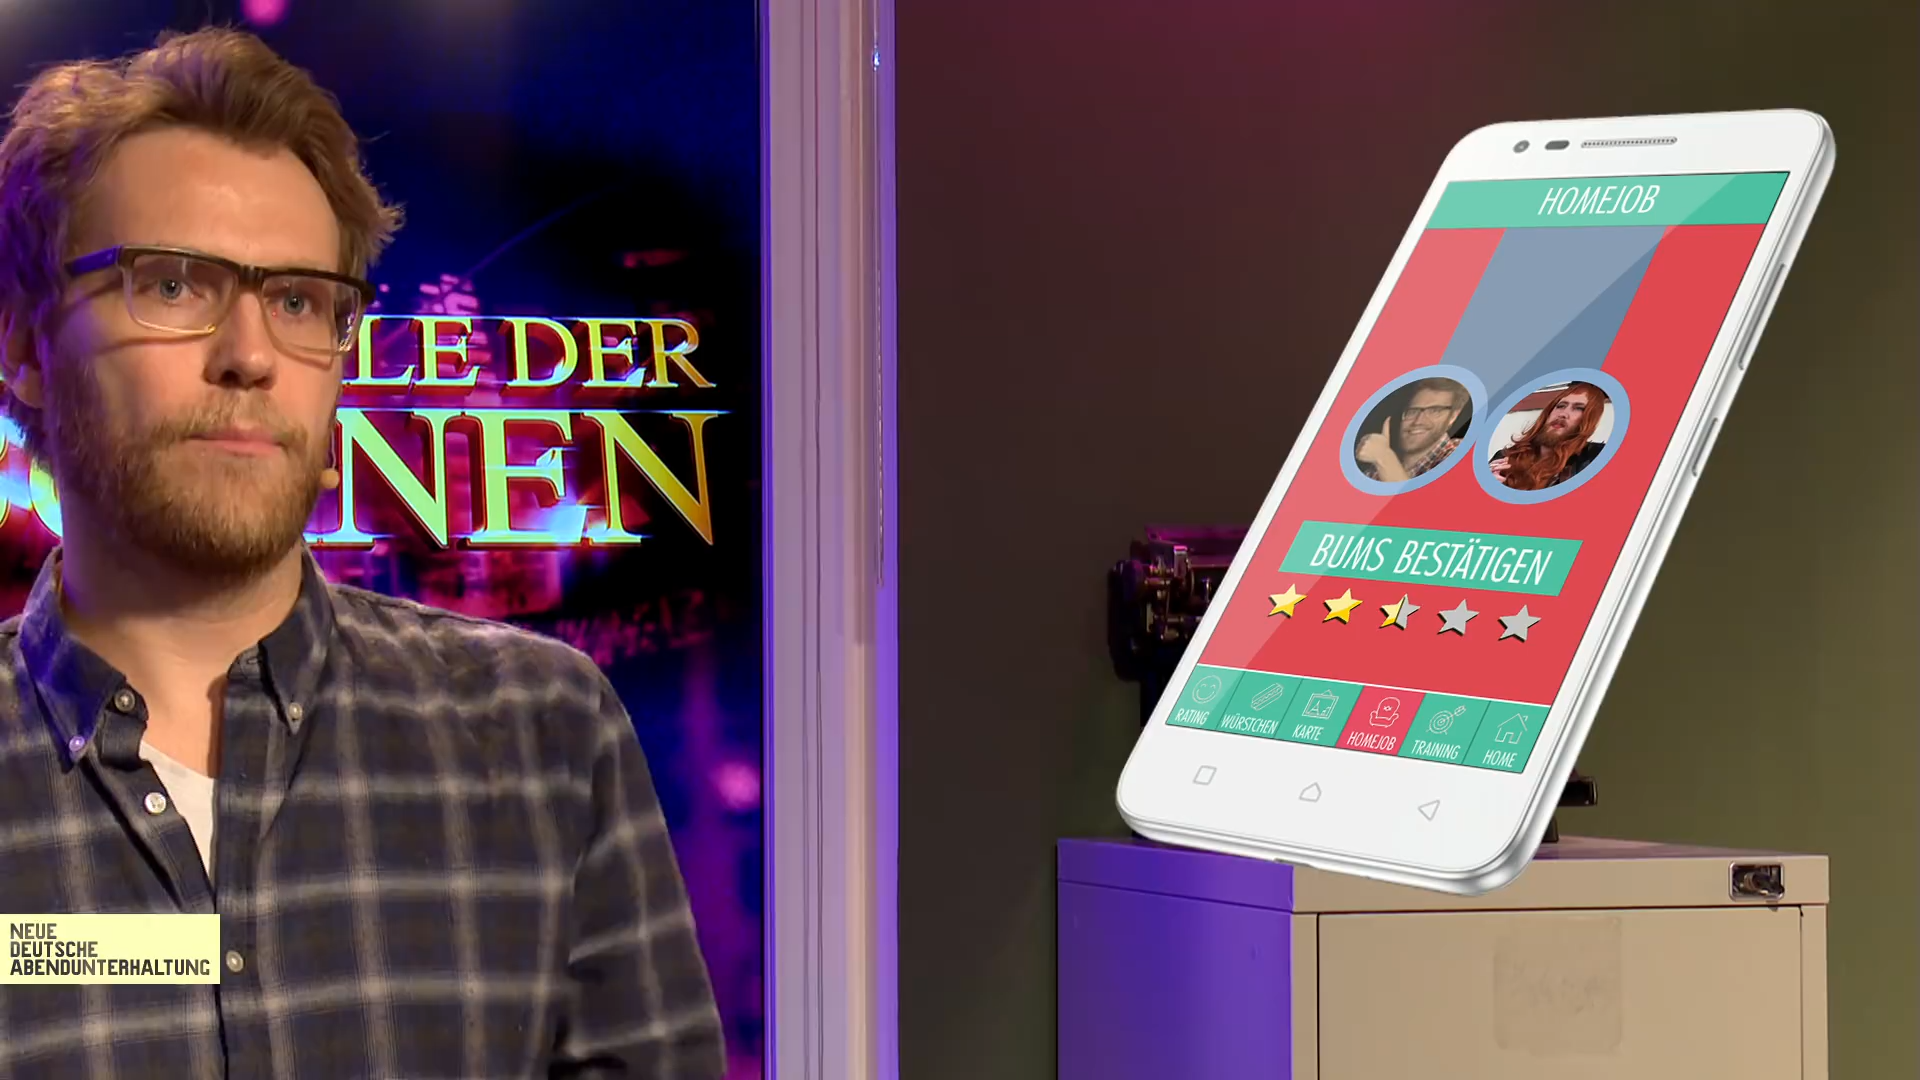 LE DER
NEN
HOMEJOB
BUMS BESTÄTIGEN
RATING
WÜRSTCHEN
KARTE
HOMEJOB
TRAINING
HOME
NEUE
DEUTSCHE
ABENDUNTERHALTUNG